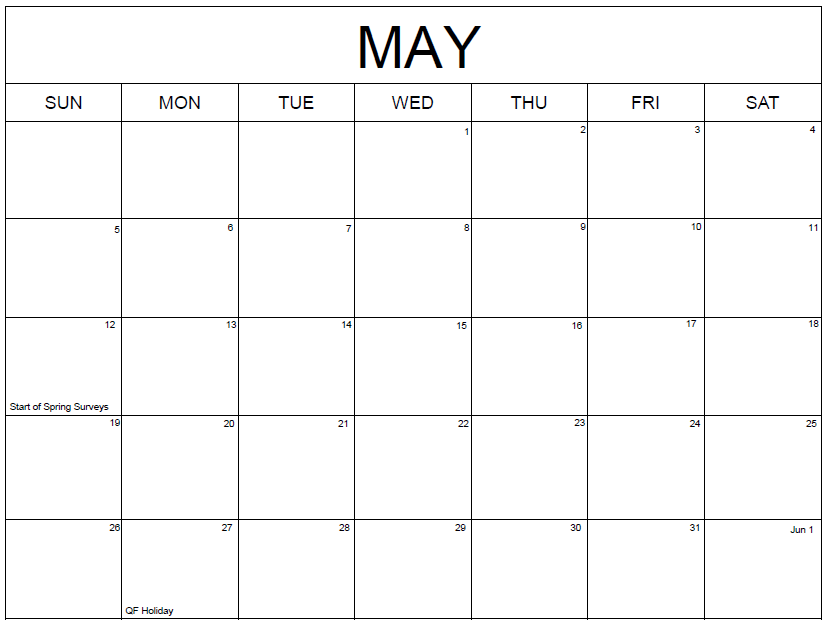 MAY
SUN MON TUE WED THU FRI SAT
1 2 3 4
5 6 7 8 9 10 11
12 13 14 15 16 17 18
Start of Spring Surveys
19 20 21 22 23 24 25
26 27 28 29 30 31 Jun 1
QF Holiday